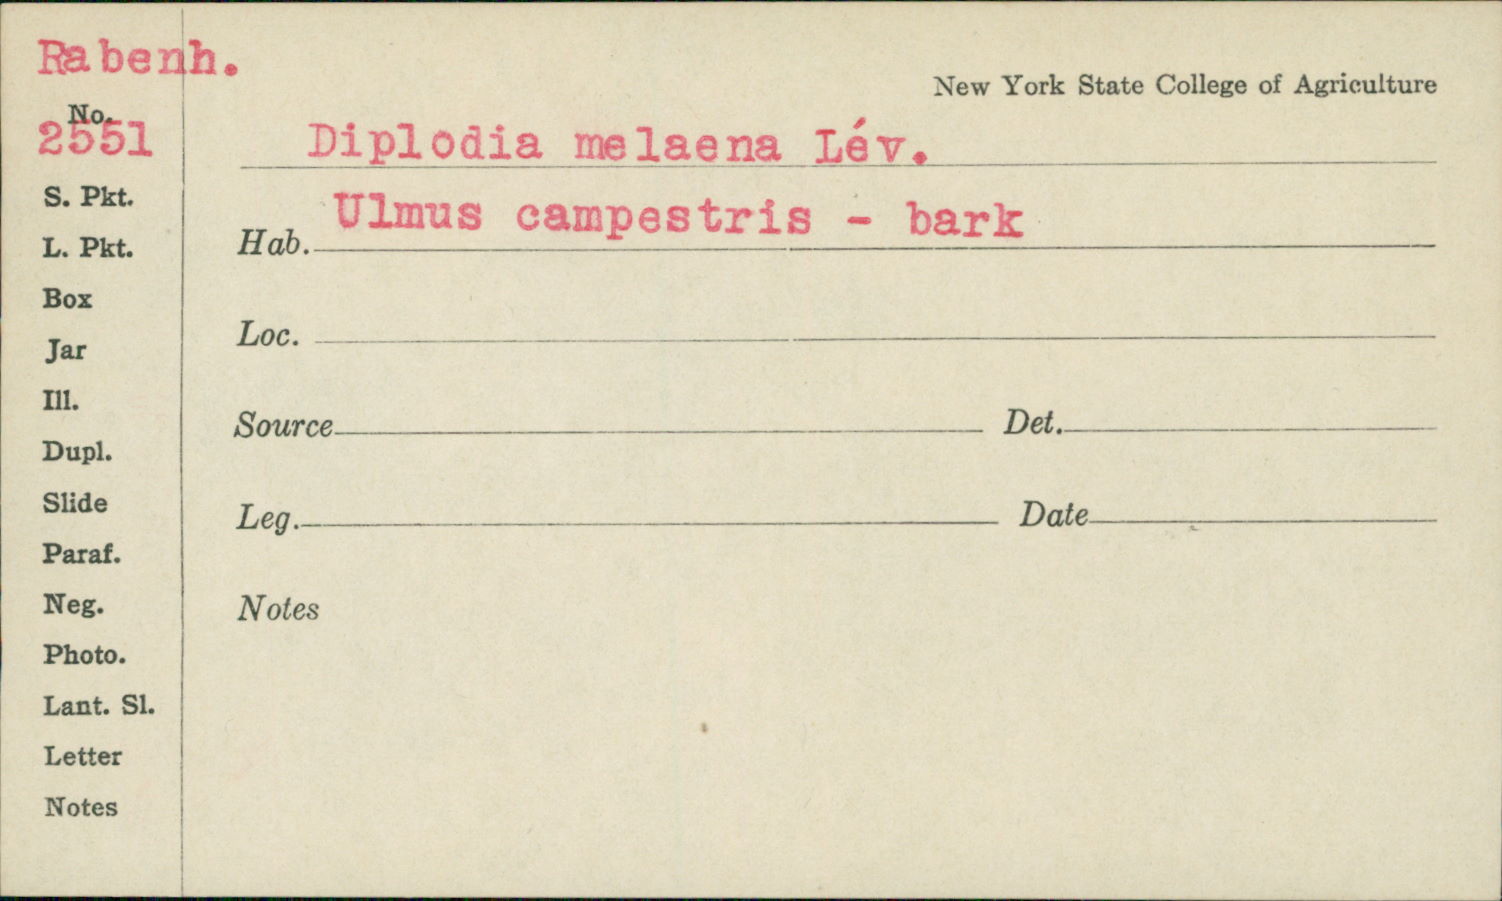 Rabenh.
New York State College of Agriculture
No.
2551
Diplodia melaena Lév.
S. Pkt.
Hab. Ulmus campestris - bark
L. Pkt.
Box
Loc.
Jar
Ill.
Source Det.
Dupl.
Slide
Leg. Date
Paraf.
Neg.
Notes
Photo.
Lant. Sl.
Letter
Notes